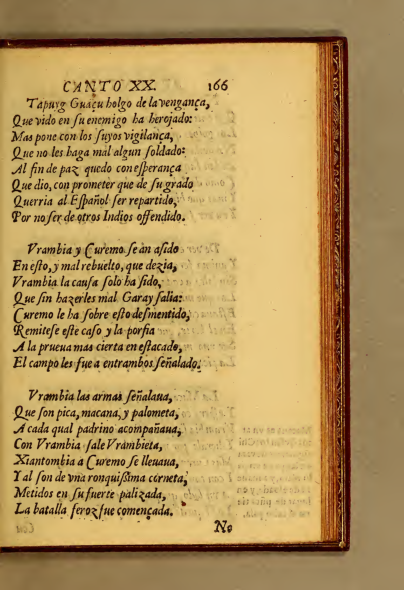 CANTO XX. 166
Tapuyg Guaçu holgo de la vengança,
Que vido en su enemigo ha herojado:
Mas pone con los suyos vigilança,
Que no les haga mal algun soldado:
Al fin de paz quedo con esperança
Que dio, con prometer que de su grado
Querria al Español ser repartido,
Por no ser de otros Indios offendido.
Vrambia y Curemo se an asido
En esto, y mal rebuelto, que dezia,
Vrambia la causa solo ha sido,
Que sin hazerles mal Garay salia:
Curemo le ha sobre esto desmentido,
Remitese este caso y la porfia
A la prueua mas cierta en estacado,
El campo les fue a entrambos señalado.
Vrambia las armas señalaua,
Que son pica, macana, y palometa,
A cada qual padrino acompañaua,
Con Vrambia sale Vrambieta,
Xiantombia a Curemo se lleuaua,
Y al son de vna ronquissima corneta,
Metidos en su fuerte palizada,
La batalla feroz fue començada.
No